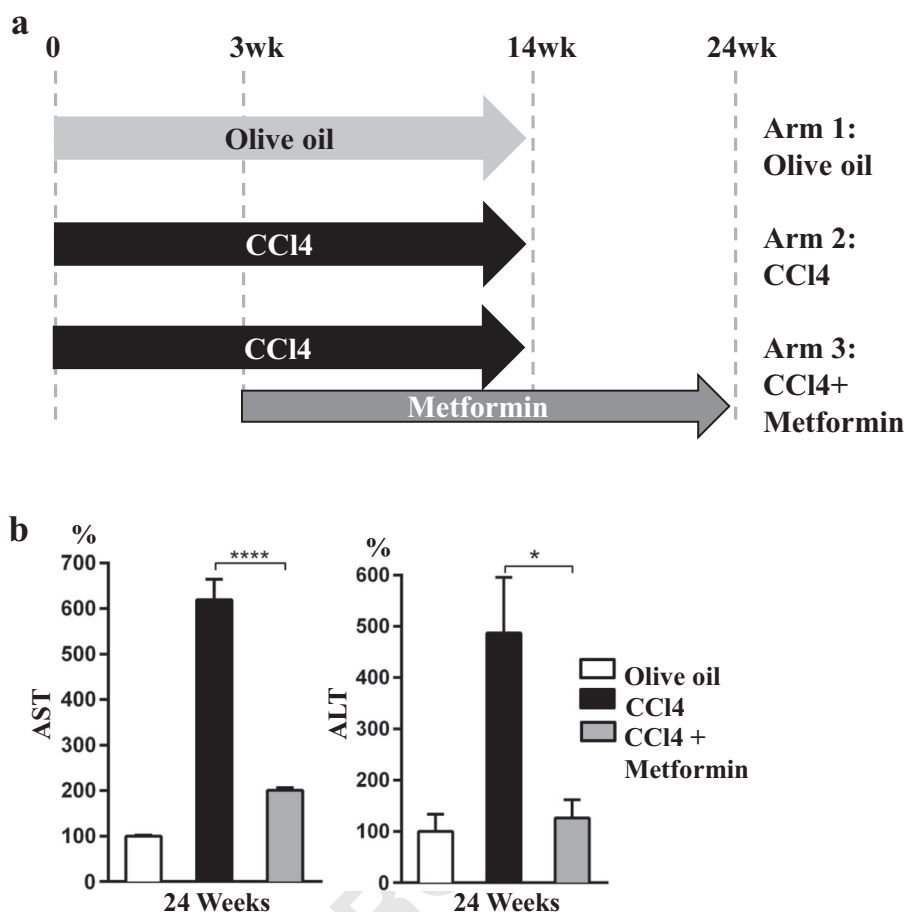 a
0 3wk 14wk 24wk
Olive oil
Arm 1:
Olive oil
CCl4
Arm 2:
CCl4
CCl4
Arm 3:
CCl4+
Metformin
Metformin
b
%
700
600
500
400
300
200
100
0
AST
****
24 Weeks
%
600
500
400
300
200
100
0
ALT
*
24 Weeks
Olive oil
CCl4
CCl4 +
Metformin